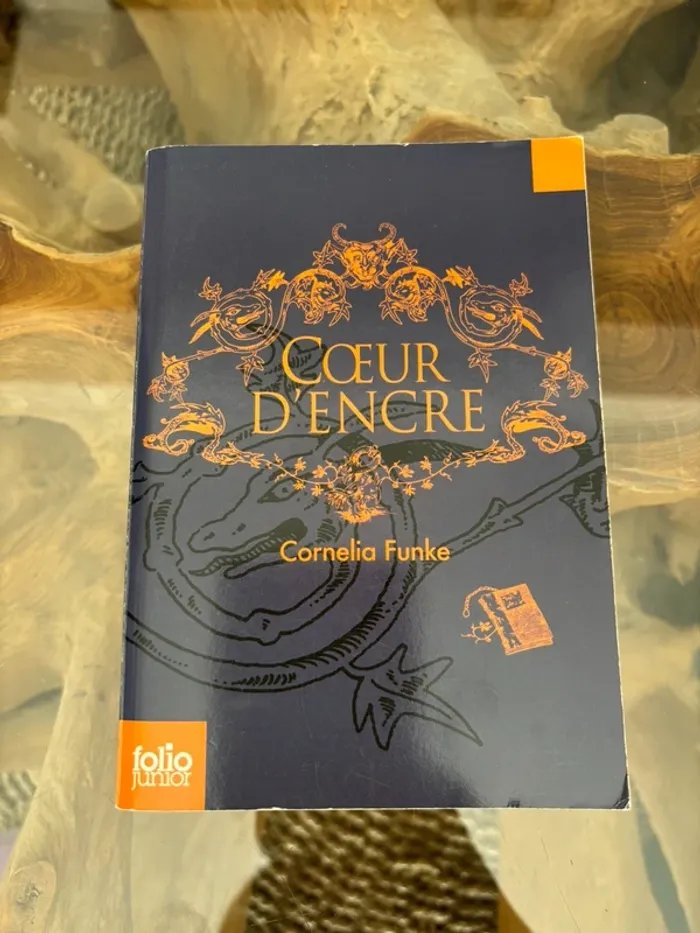 CŒUR
D'ENCRE
Cornelia Funke
folio
JUNIOR